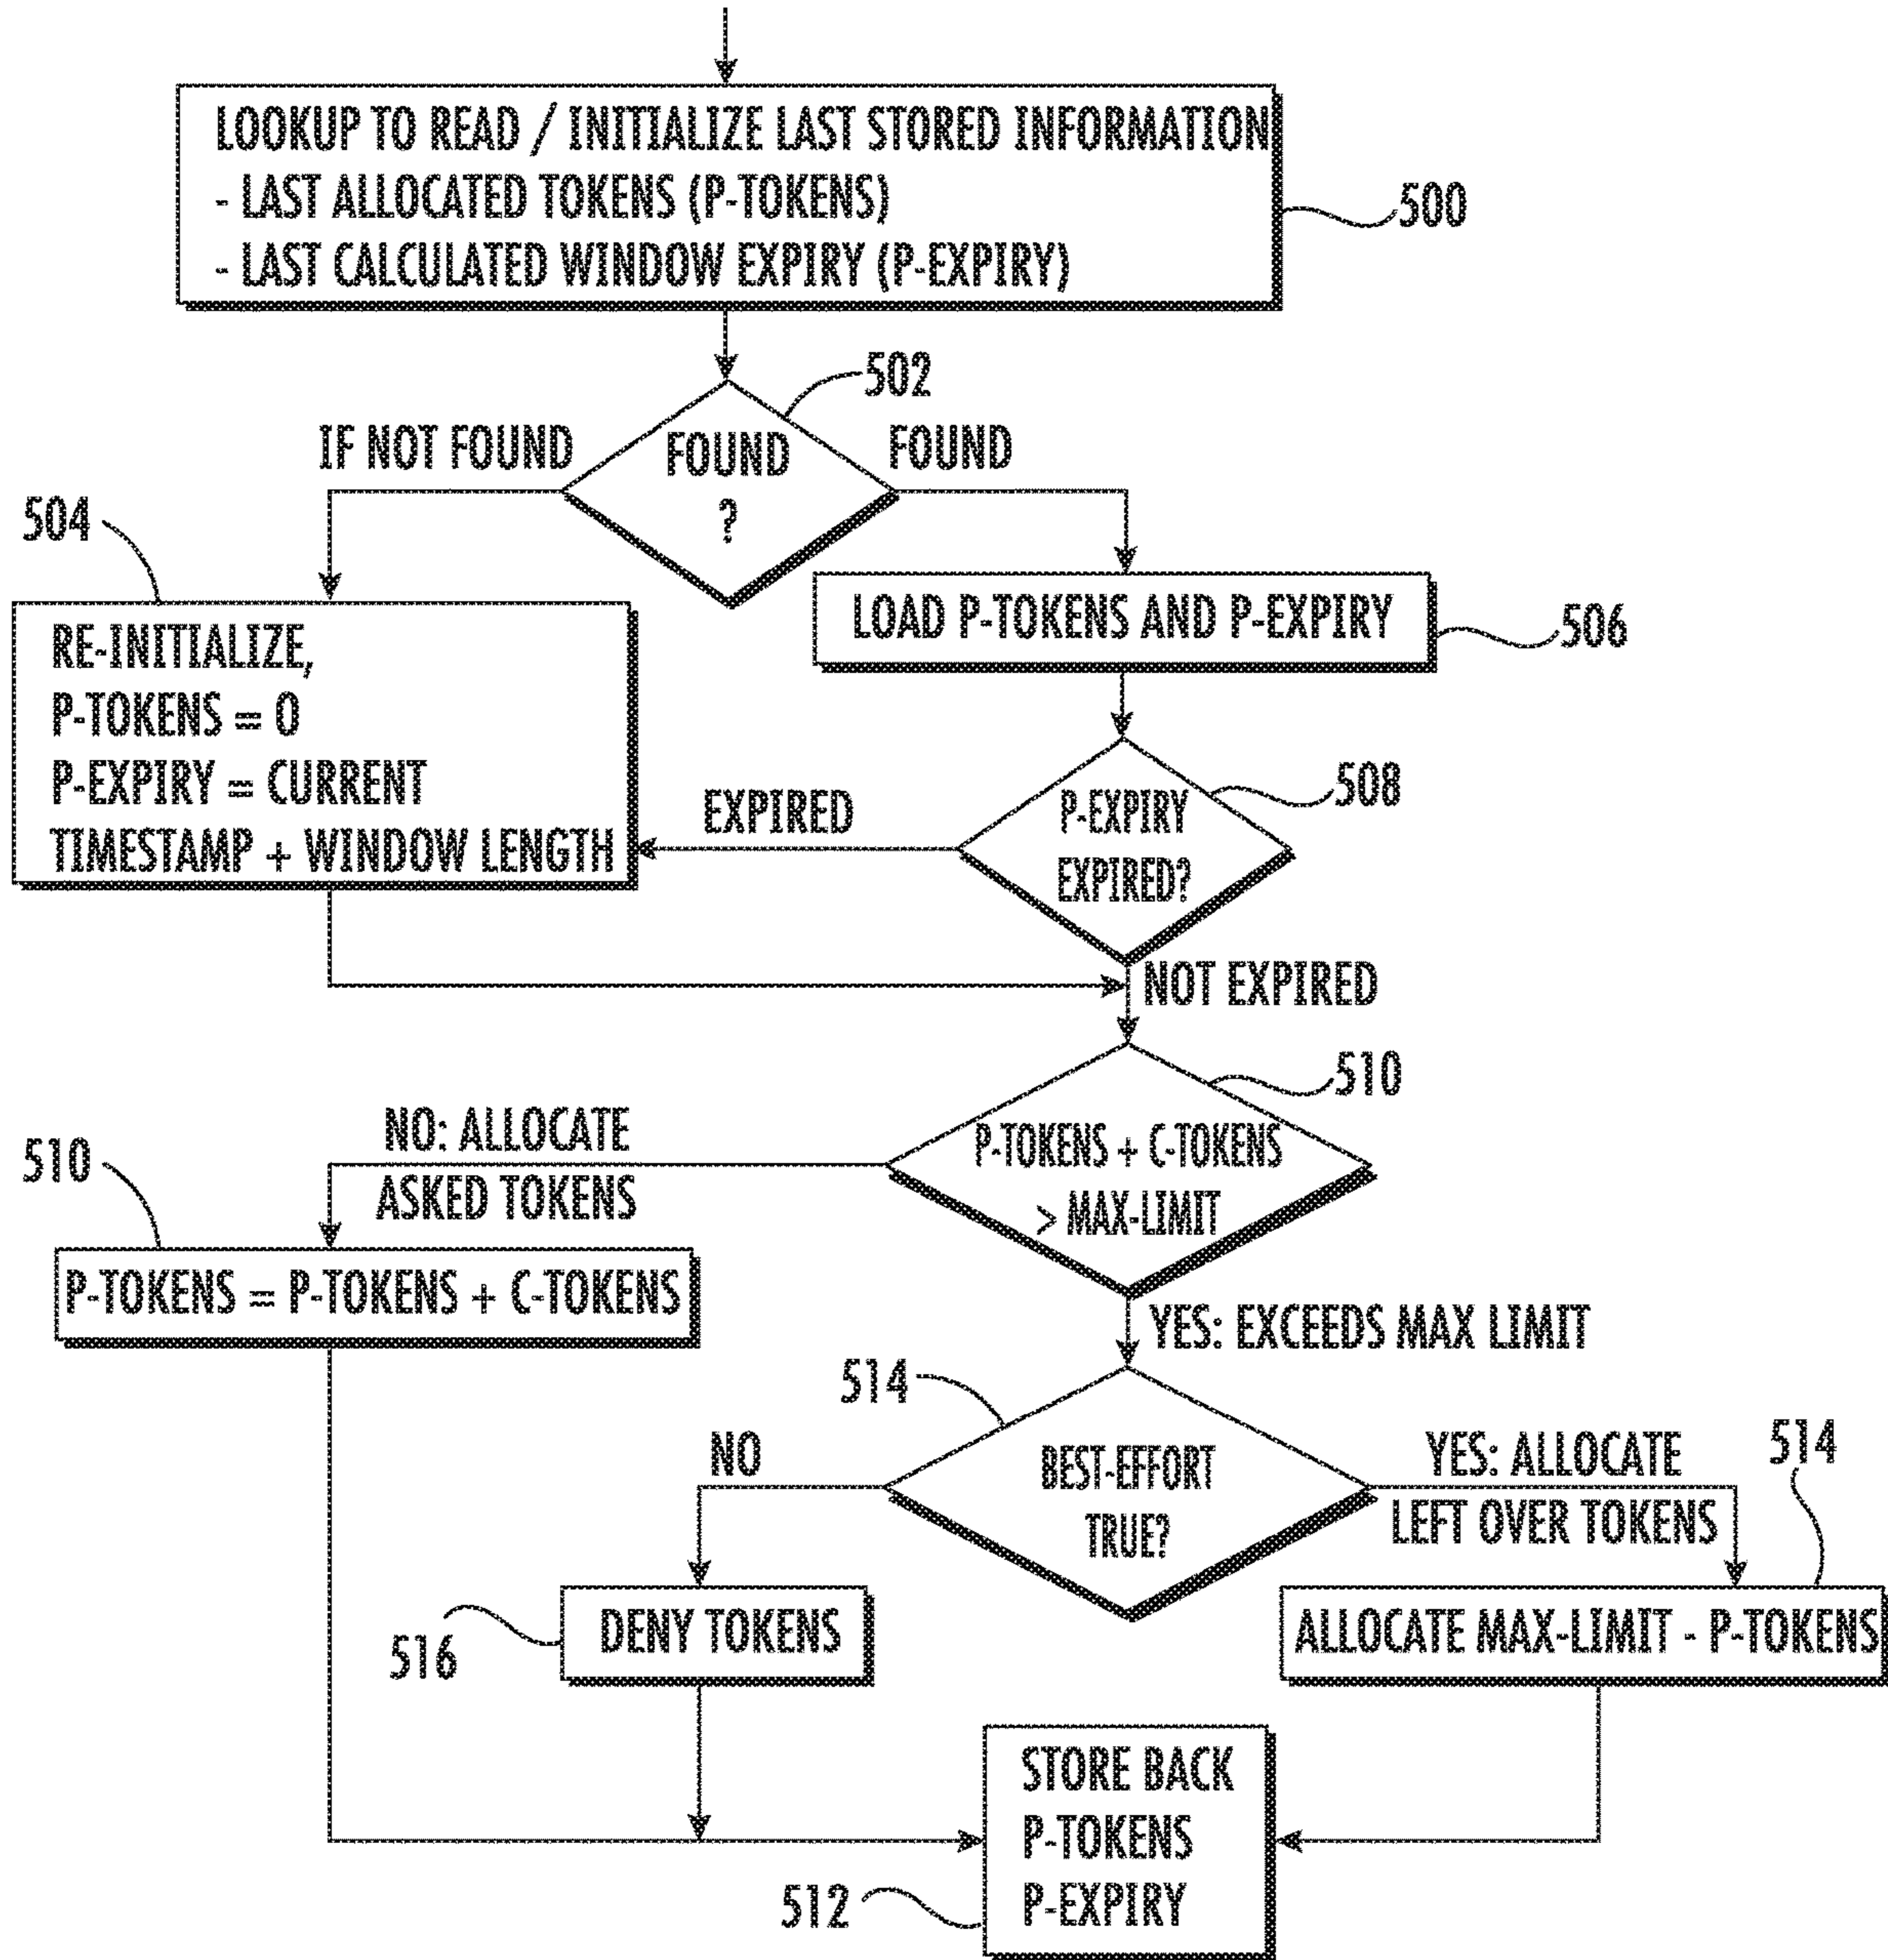 LOOKUP TO READ / INITIALIZE LAST STORED INFORMATION
- LAST ALLOCATED TOKENS (P-TOKENS)
- LAST CALCULATED WINDOW EXPIRY (P-EXPIRY)
500
502
IF NOT FOUND
FOUND
?
FOUND
504
RE-INITIALIZE,
P-TOKENS = 0
P-EXPIRY = CURRENT
TIMESTAMP + WINDOW LENGTH
LOAD P-TOKENS AND P-EXPIRY
506
EXPIRED
P-EXPIRY
EXPIRED?
508
NOT EXPIRED
510
NO: ALLOCATE
ASKED TOKENS
P-TOKENS + C-TOKENS
> MAX-LIMIT
510
P-TOKENS = P-TOKENS + C-TOKENS
YES: EXCEEDS MAX LIMIT
514
NO
BEST-EFFORT
TRUE?
YES: ALLOCATE
LEFT OVER TOKENS
514
516
DENY TOKENS
ALLOCATE MAX-LIMIT - P-TOKENS
STORE BACK
P-TOKENS
P-EXPIRY
512